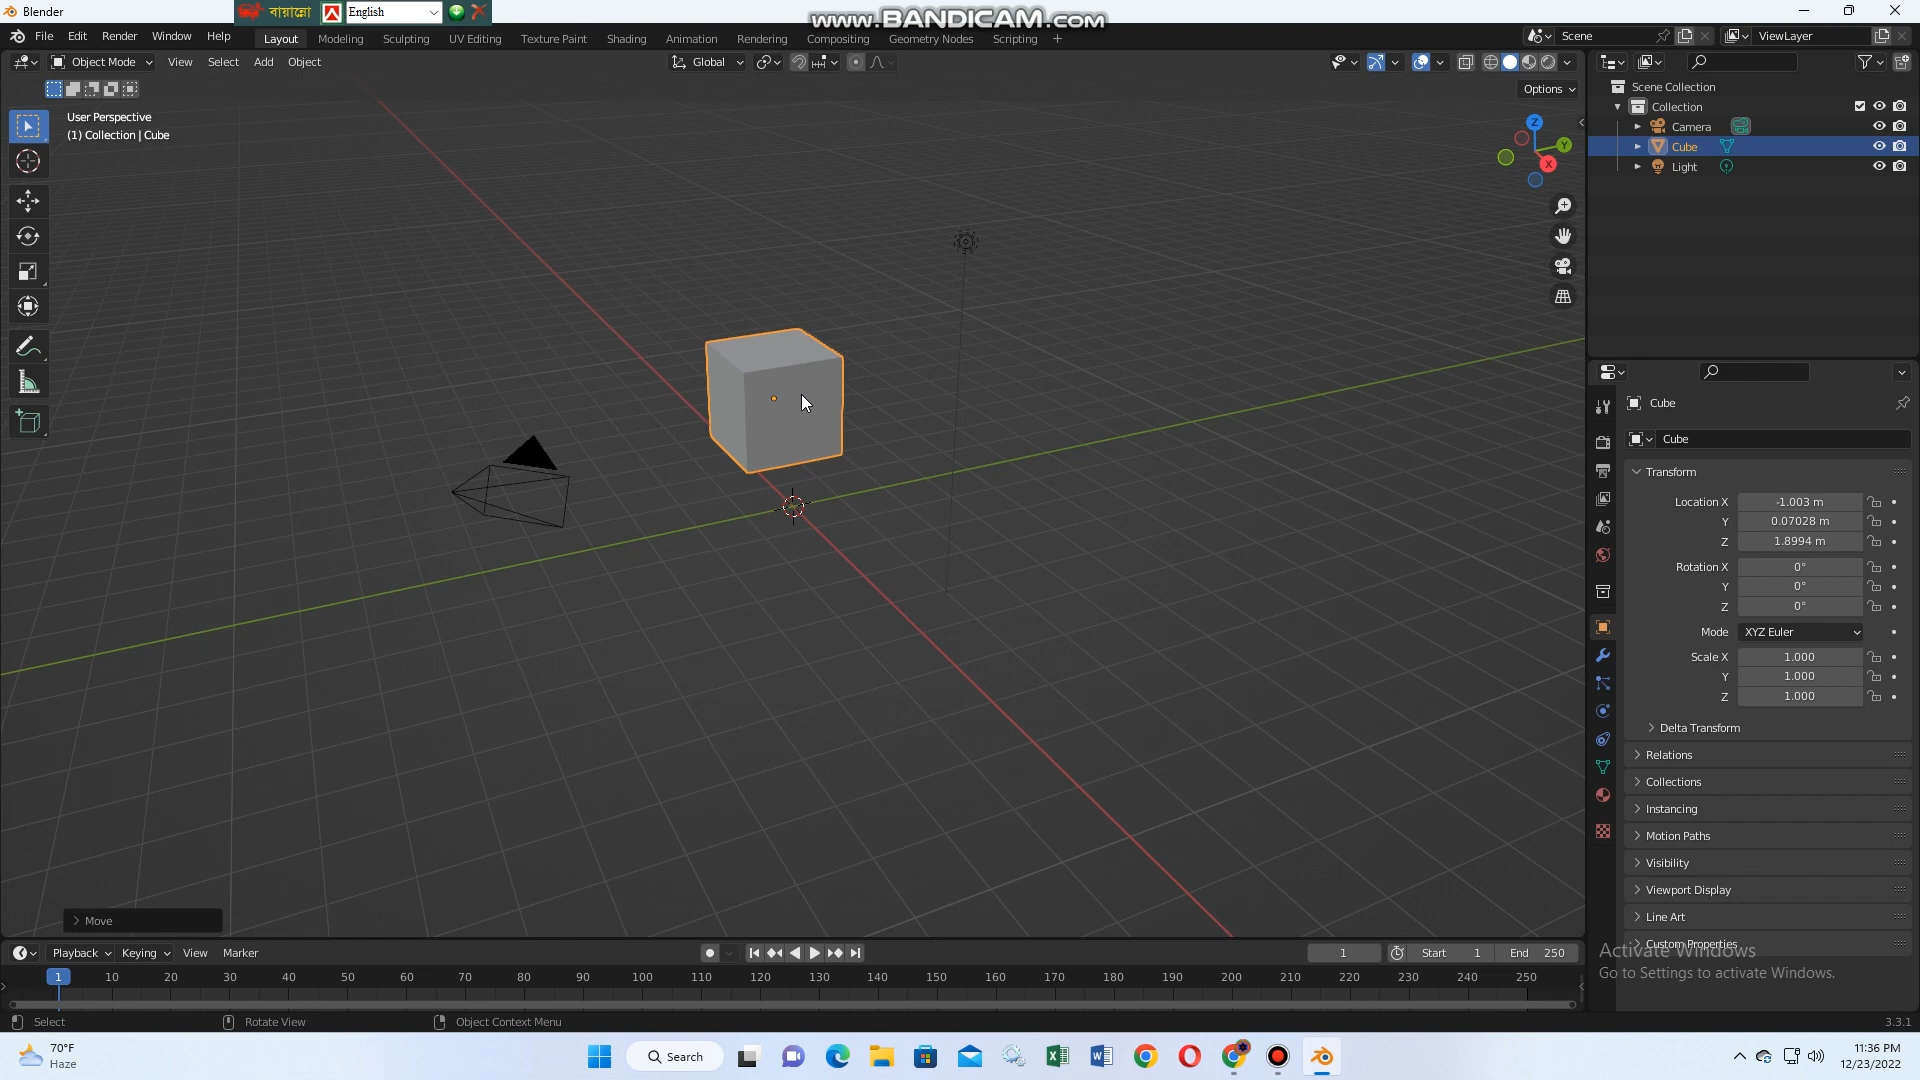 Blender
বায়ান্নো English
www.BANDICAM.com
File Edit Render Window Help
Layout Modeling Sculpting UV Editing Texture Paint Shading Animation Rendering Compositing Geometry Nodes Scripting +
Scene
ViewLayer
Object Mode View Select Add Object
Global
Options
User Perspective
(1) Collection | Cube
Z
Y
X
Scene Collection
Collection
Camera
Cube
Light
Cube
Cube
Transform
Location X -1.003 m
Y 0.07028 m
Z 1.8994 m
Rotation X 0°
Y 0°
Z 0°
Mode XYZ Euler
Scale X 1.000
Y 1.000
Z 1.000
Delta Transform
Relations
Collections
Instancing
Motion Paths
Visibility
Viewport Display
Line Art
Custom Properties
Activate Windows
Go to Settings to activate Windows.
Move
Playback Keying View Marker
1 Start 1 End 250
1 10 20 30 40 50 60 70 80 90 100 110 120 130 140 150 160 170 180 190 200 210 220 230 240 250
Select Rotate View Object Context Menu
3.3.1
70°F
Haze
Search
11:36 PM
12/23/2022